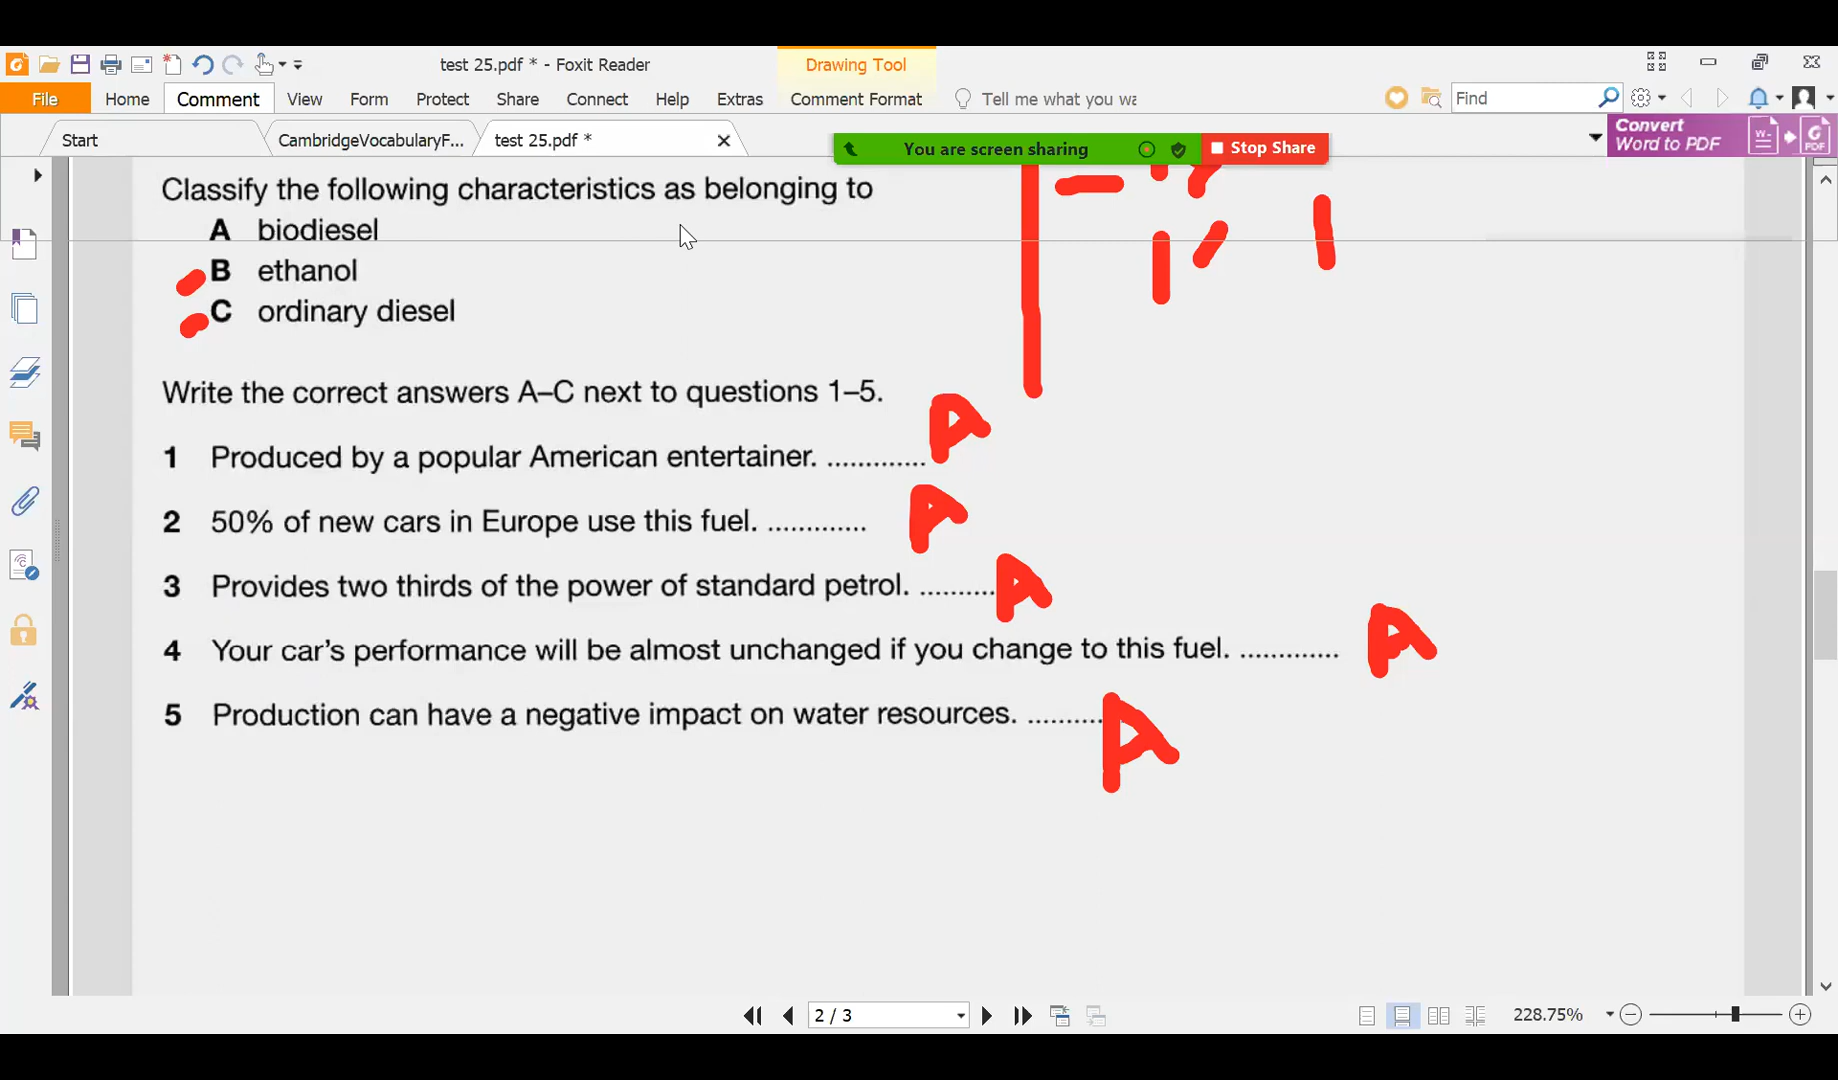 test 25.pdf * - Foxit Reader
Drawing Tool
File Home Comment View Form Protect Share Connect Help Extras Comment Format Tell me what you wa Find
Start CambridgeVocabularyF... test 25.pdf * You are screen sharing Stop Share Convert
Word to PDF
Classify the following characteristics as belonging to
A biodiesel
B ethanol
C ordinary diesel
Write the correct answers A–C next to questions 1–5.
1 Produced by a popular American entertainer. ............. A
2 50% of new cars in Europe use this fuel. ............. A
3 Provides two thirds of the power of standard petrol. .......... A
4 Your car's performance will be almost unchanged if you change to this fuel. ............. A
5 Production can have a negative impact on water resources. .......... A
2 / 3 228.75%